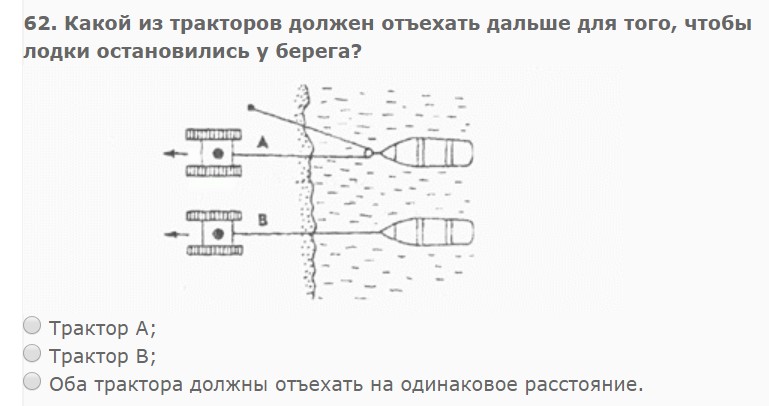 62. Какой из тракторов должен отъехать дальше для того, чтобы
лодки остановились у берега?
A
B
Трактор А;
Трактор В;
Оба трактора должны отъехать на одинаковое расстояние.